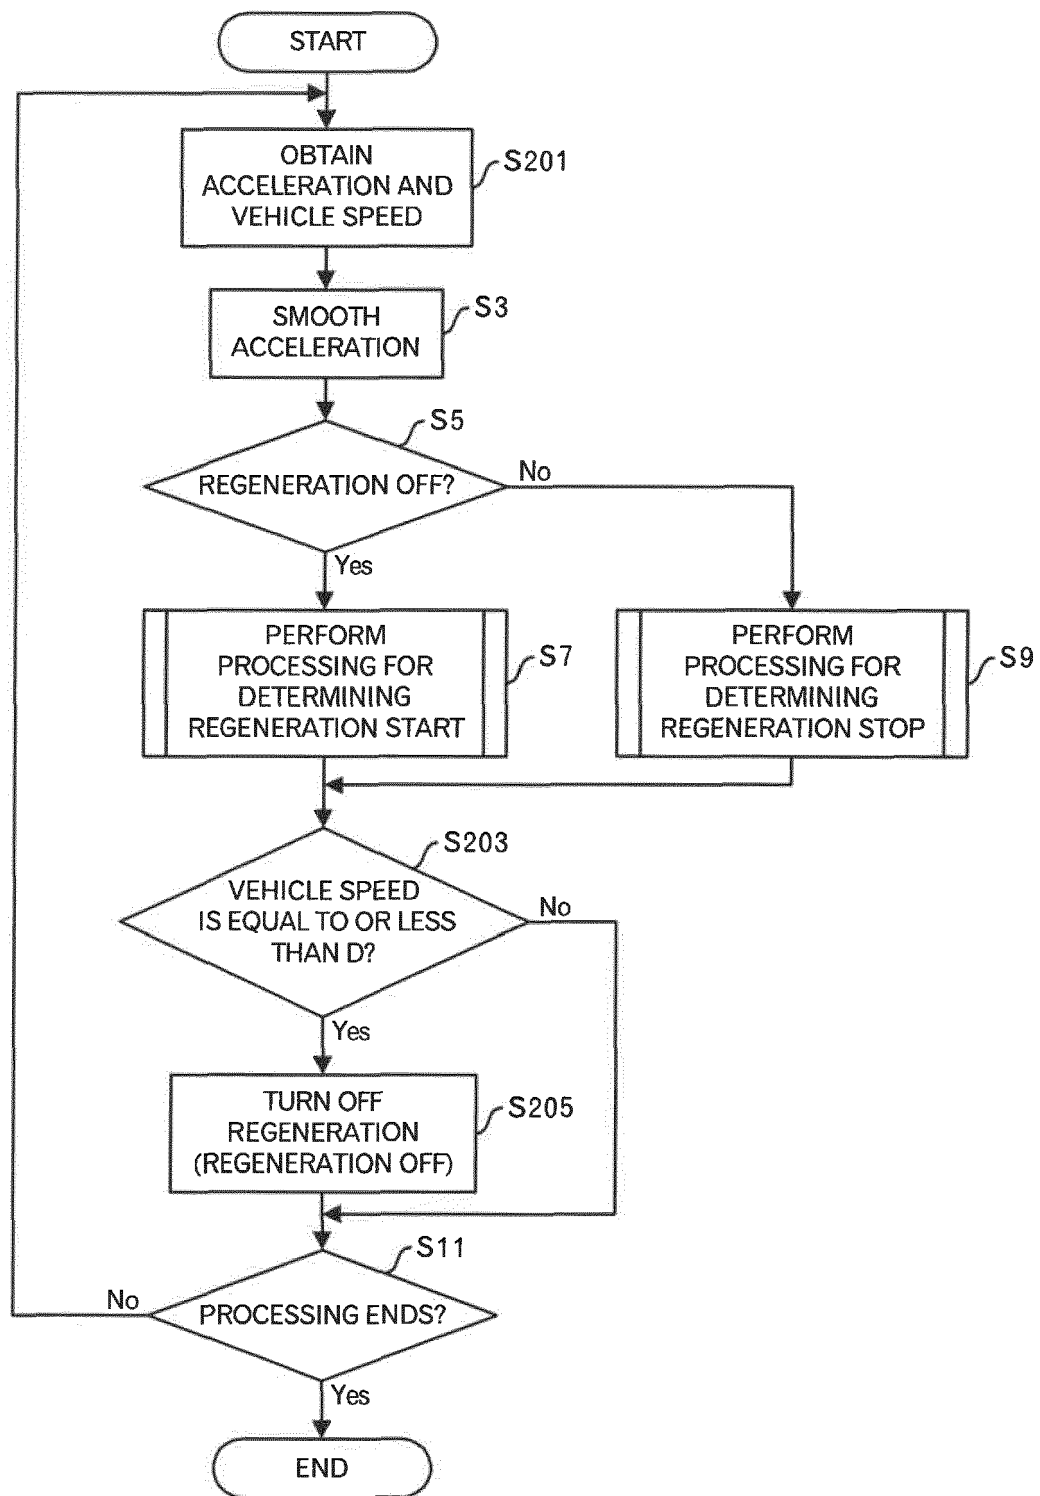 START
OBTAIN
ACCELERATION AND
VEHICLE SPEED
S201
SMOOTH
ACCELERATION
S3
S5
REGENERATION OFF?
No
Yes
PERFORM
PROCESSING FOR
DETERMINING
REGENERATION START
S7
PERFORM
PROCESSING FOR
DETERMINING
REGENERATION STOP
S9
S203
VEHICLE SPEED
IS EQUAL TO OR LESS
THAN D?
No
Yes
TURN OFF
REGENERATION
(REGENERATION OFF)
S205
S11
PROCESSING ENDS?
No
Yes
END